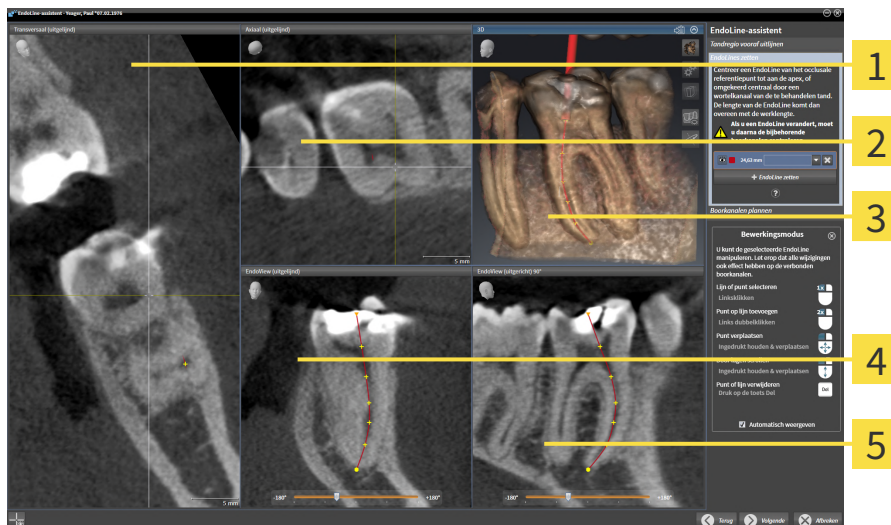 EndoLine-assistent - Yeager, Paul *07.02.1976
Transversaal (uitgelijnd)
Axiaal (uitgelijnd)
3D
5 mm
5 mm
EndoView (uitgelijnd)
EndoView (uitgericht) 90°
-180°
+180°
-180°
+180°
EndoLine-assistent
Tandregio vooraf uitlijnen
EndoLines zetten
Centreer een EndoLine van het occlusale
referentiepunt tot aan de apex, of
omgekeerd centraal door een
wortelkanaal van de te behandelen tand.
De lengte van de EndoLine komt dan
overeen met de werklengte.
Als u een EndoLine verandert, moet
u daarna de bijbehorende
24,63 mm
+ EndoLine zetten
?
Boorkanalen plannen
Bewerkingsmodus
U kunt de geselecteerde EndoLine
manipuleren. Let erop dat alle wijzigingen
ook effect hebben op de verbonden
boorkanalen.
Lijn of punt selecteren
1x
Linksklikken
Punt op lijn toevoegen
2x
Links dubbelklikken
Punt verplaatsen
Ingedrukt houden & verplaatsen
Ingedrukt houden & verplaatsen
Punt of lijn verwijderen
Druk op de toets Del
Del
Automatisch weergeven
Terug
Volgende
Afbreken
1
2
3
4
5